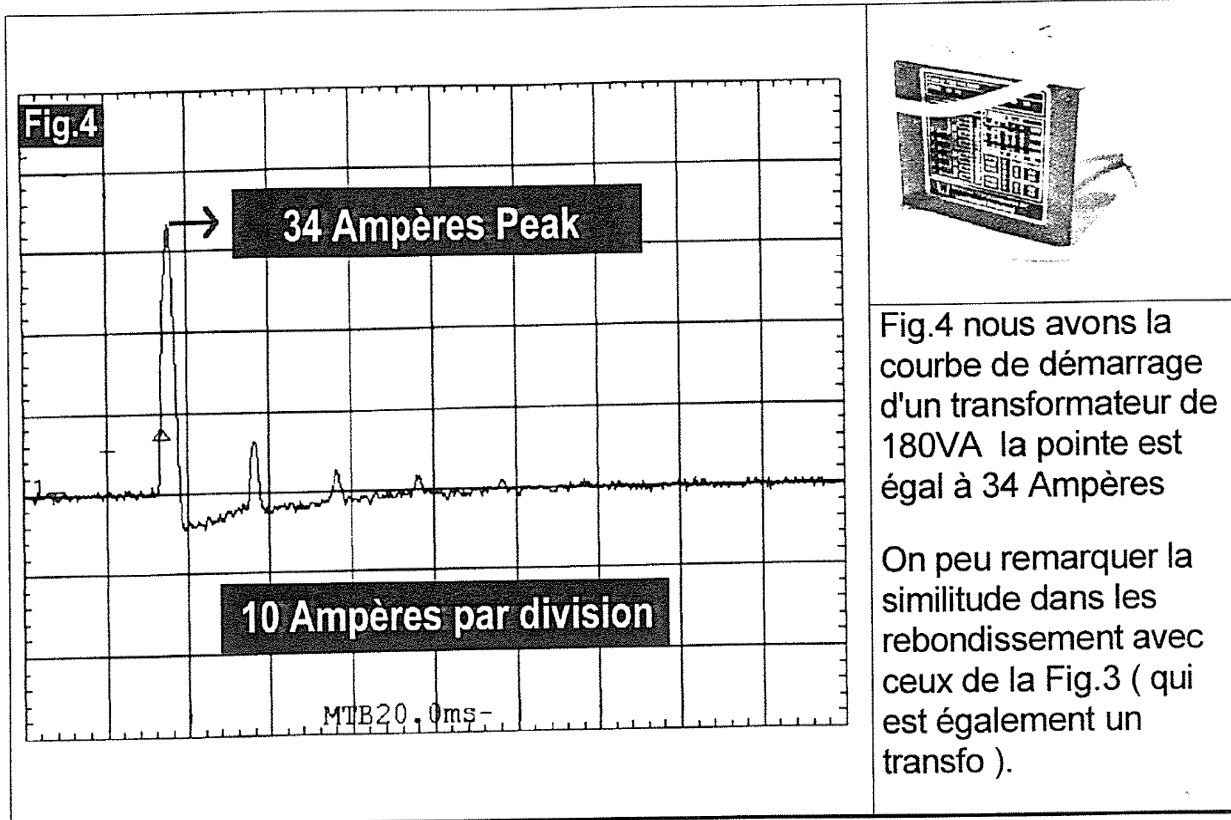 Fig.4
34 Ampères Peak
10 Ampères par division
MTB20.0ms-
Fig.4 nous avons la
courbe de démarrage
d'un transformateur de
180VA la pointe est
égal à 34 Ampères
On peu remarquer la
similitude dans les
rebondissement avec
ceux de la Fig.3 ( qui
est également un
transfo ).